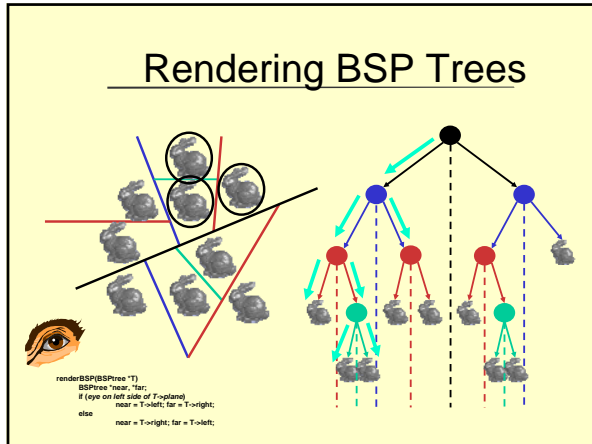 Rendering BSP Trees
renderBSP(BSPtree *T)
BSPtree *near, *far;
if (eye on left side of T->plane)
near = T->left; far = T->right;
else
near = T->right; far = T->left;